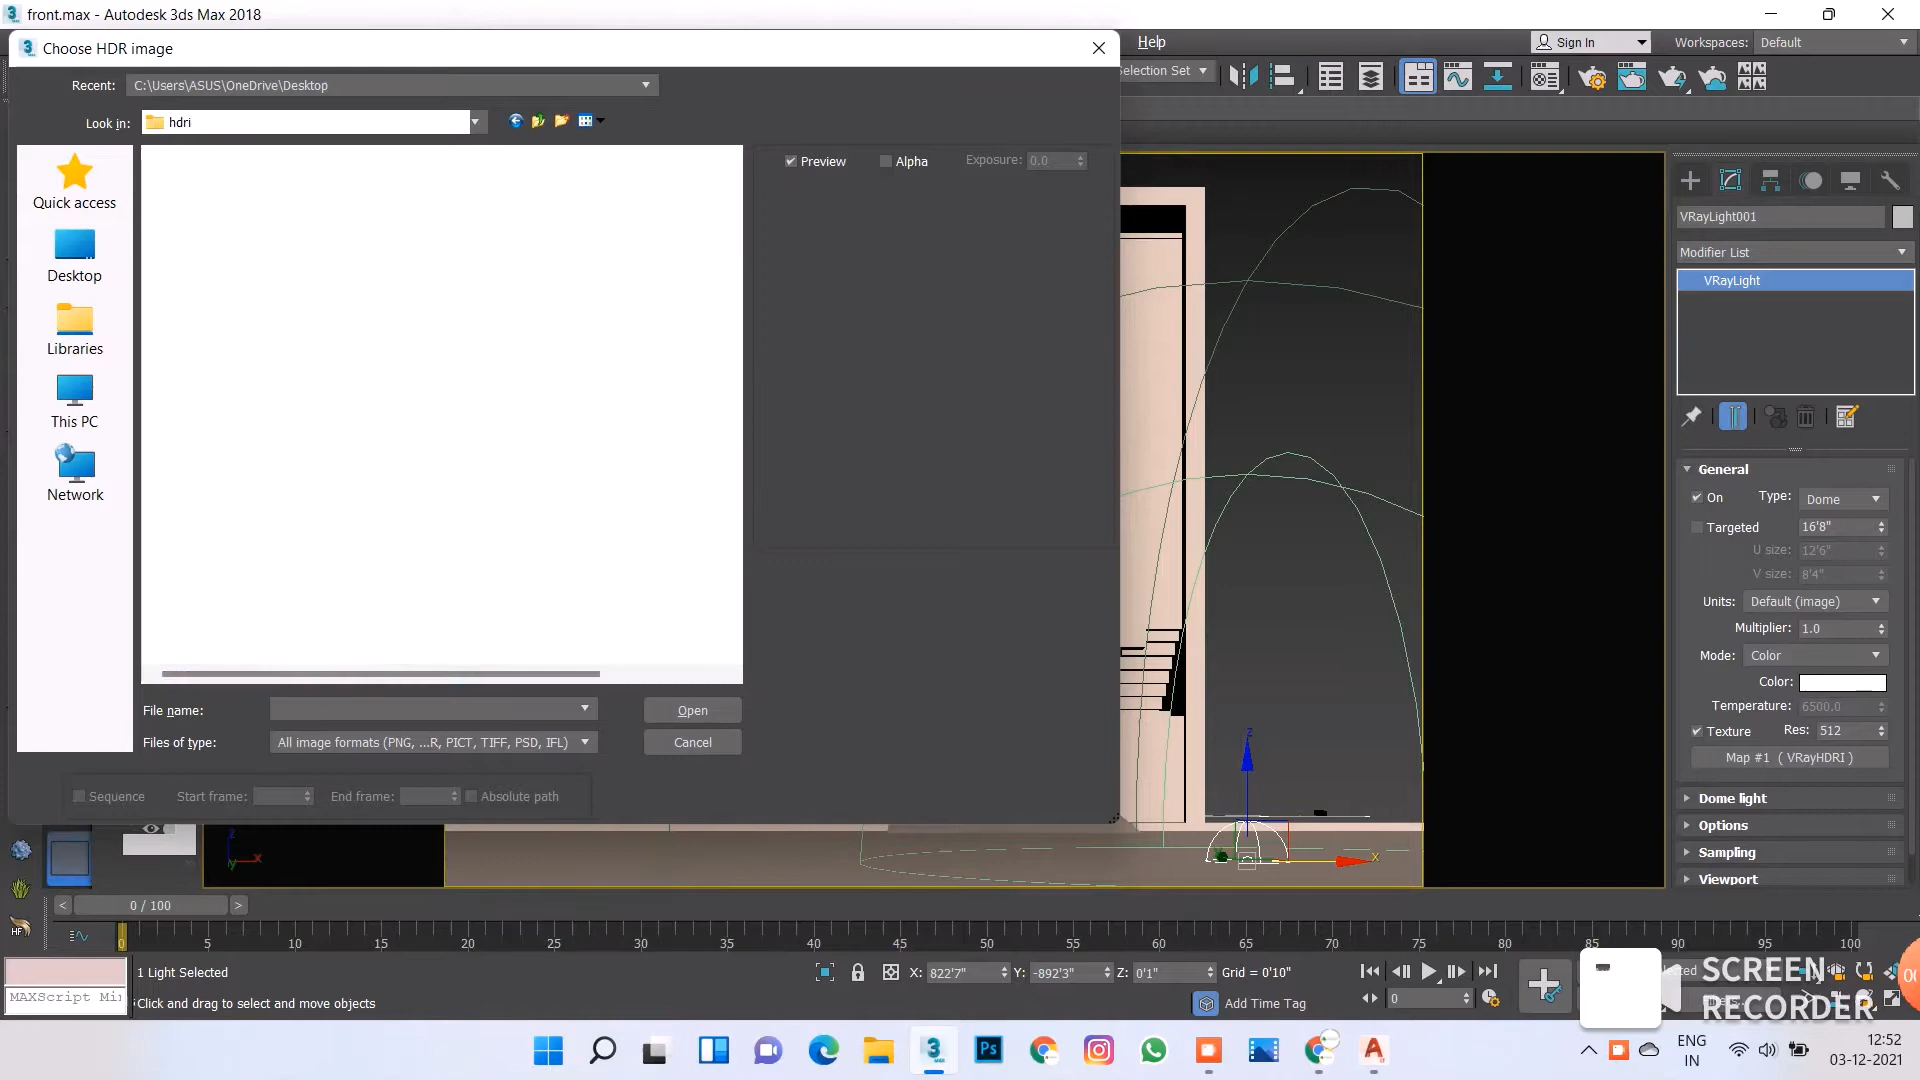 front.max - Autodesk 3ds Max 2018
Choose HDR image
Help
Sign In
Workspaces: Default
Recent: C:\Users\ASUS\OneDrive\Desktop
election Set
Look in: hdri
Preview
Alpha
Exposure: 0.0
Quick access
Desktop
Libraries
This PC
Network
VRayLight001
Modifier List
VRayLight
General
On
Type: Dome
Targeted 16'8"
U size: 12'6"
V size: 8'4"
Units: Default (image)
Multiplier: 1.0
Mode: Color
Color:
Temperature: 6500.0
Texture Res: 512
Map #1 ( VRayHDRI )
Dome light
Options
Sampling
Viewport
File name:
Open
Files of type: All image formats (PNG, ...R, PICT, TIFF, PSD, IFL)
Cancel
Sequence Start frame: End frame: Absolute path
z
x
y
z
x
< 0 / 100 >
0 5 10 15 20 25 30 35 40 45 50 55 60 65 70 75 80 85 90 95 100
1 Light Selected
X: 822'7" Y: -892'3" Z: 0'1" Grid = 0'10"
MAXScript Mi
Click and drag to select and move objects
Add Time Tag
0
SCREEN
RECORDER
ENG
IN
12:52
03-12-2021